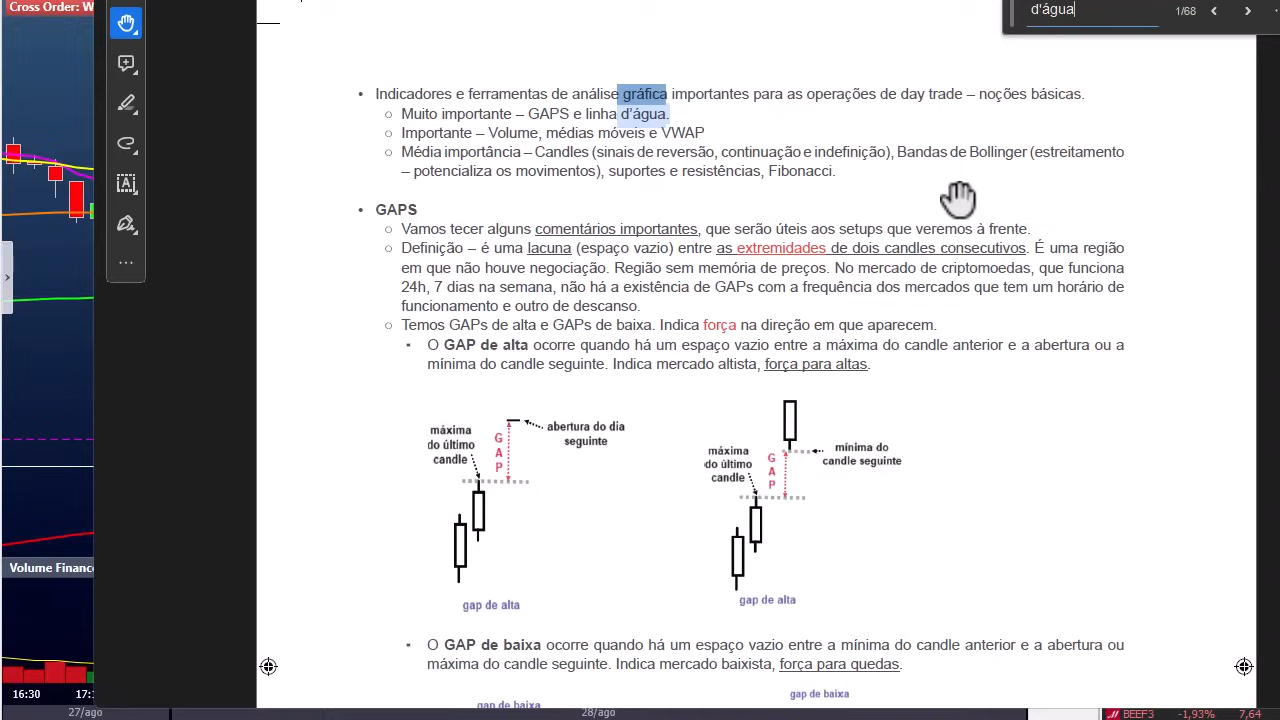 Cross Order: W
d'água
1/68
• Indicadores e ferramentas de análise gráfica importantes para as operações de day trade – noções básicas.
○ Muito importante – GAPS e linha d'água.
○ Importante – Volume, médias móveis e VWAP
○ Média importância – Candles (sinais de reversão, continuação e indefinição), Bandas de Bollinger (estreitamento
– potencializa os movimentos), suportes e resistências, Fibonacci.
• GAPS
○ Vamos tecer alguns comentários importantes, que serão úteis aos setups que veremos à frente.
○ Definição – é uma lacuna (espaço vazio) entre as extremidades de dois candles consecutivos. É uma região
em que não houve negociação. Região sem memória de preços. No mercado de criptomoedas, que funciona
24h, 7 dias na semana, não há a existência de GAPs com a frequência dos mercados que tem um horário de
funcionamento e outro de descanso.
○ Temos GAPs de alta e GAPs de baixa. Indica força na direção em que aparecem.
▪ O GAP de alta ocorre quando há um espaço vazio entre a máxima do candle anterior e a abertura ou a
mínima do candle seguinte. Indica mercado altista, força para altas.
máxima
do último
candle
G
A
P
abertura do dia
seguinte
gap de alta
máxima
do último
candle
G
A
P
mínima do
candle seguinte
gap de alta
▪ O GAP de baixa ocorre quando há um espaço vazio entre a mínima do candle anterior e a abertura ou
máxima do candle seguinte. Indica mercado baixista, força para quedas.
gap de baixa
gap de baixa
Volume Financ
16:30
17:
27/ago
28/ago
BEEF3
-1,93%
7,64